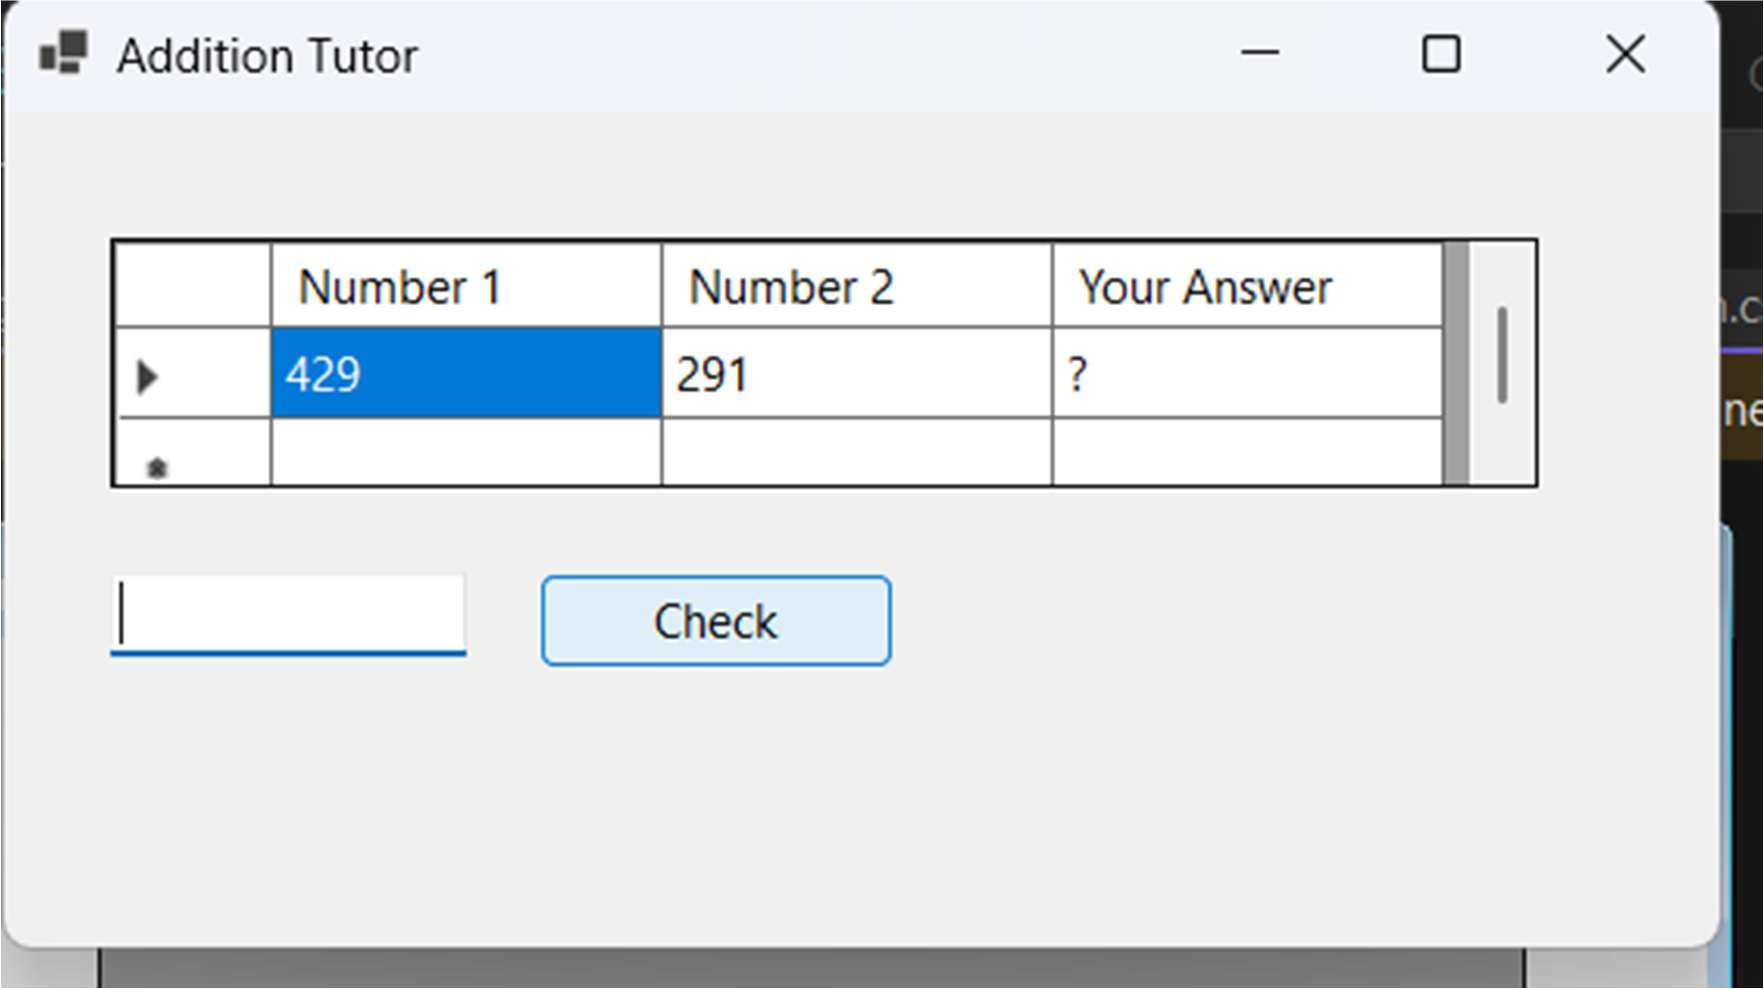 Addition Tutor
Number 1 Number 2 Your Answer
429 291 ?
Check